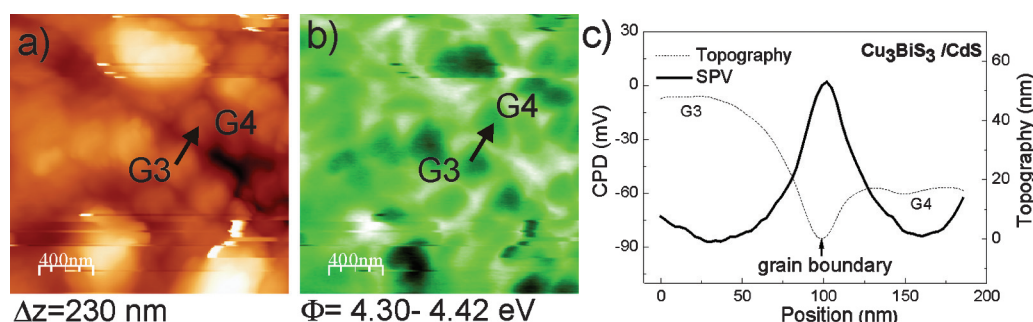 a)
G4
G3
400nm
Δz=230 nm
b)
G4
G3
400nm
Φ= 4.30- 4.42 eV
c)
Cu₃BiS₃ /CdS
Topography
SPV
G3
G4
grain boundary
CPD (mV)
30
0
-30
-60
-90
Topography (nm)
60
40
20
0
0 50 100 150 200
Position (nm)